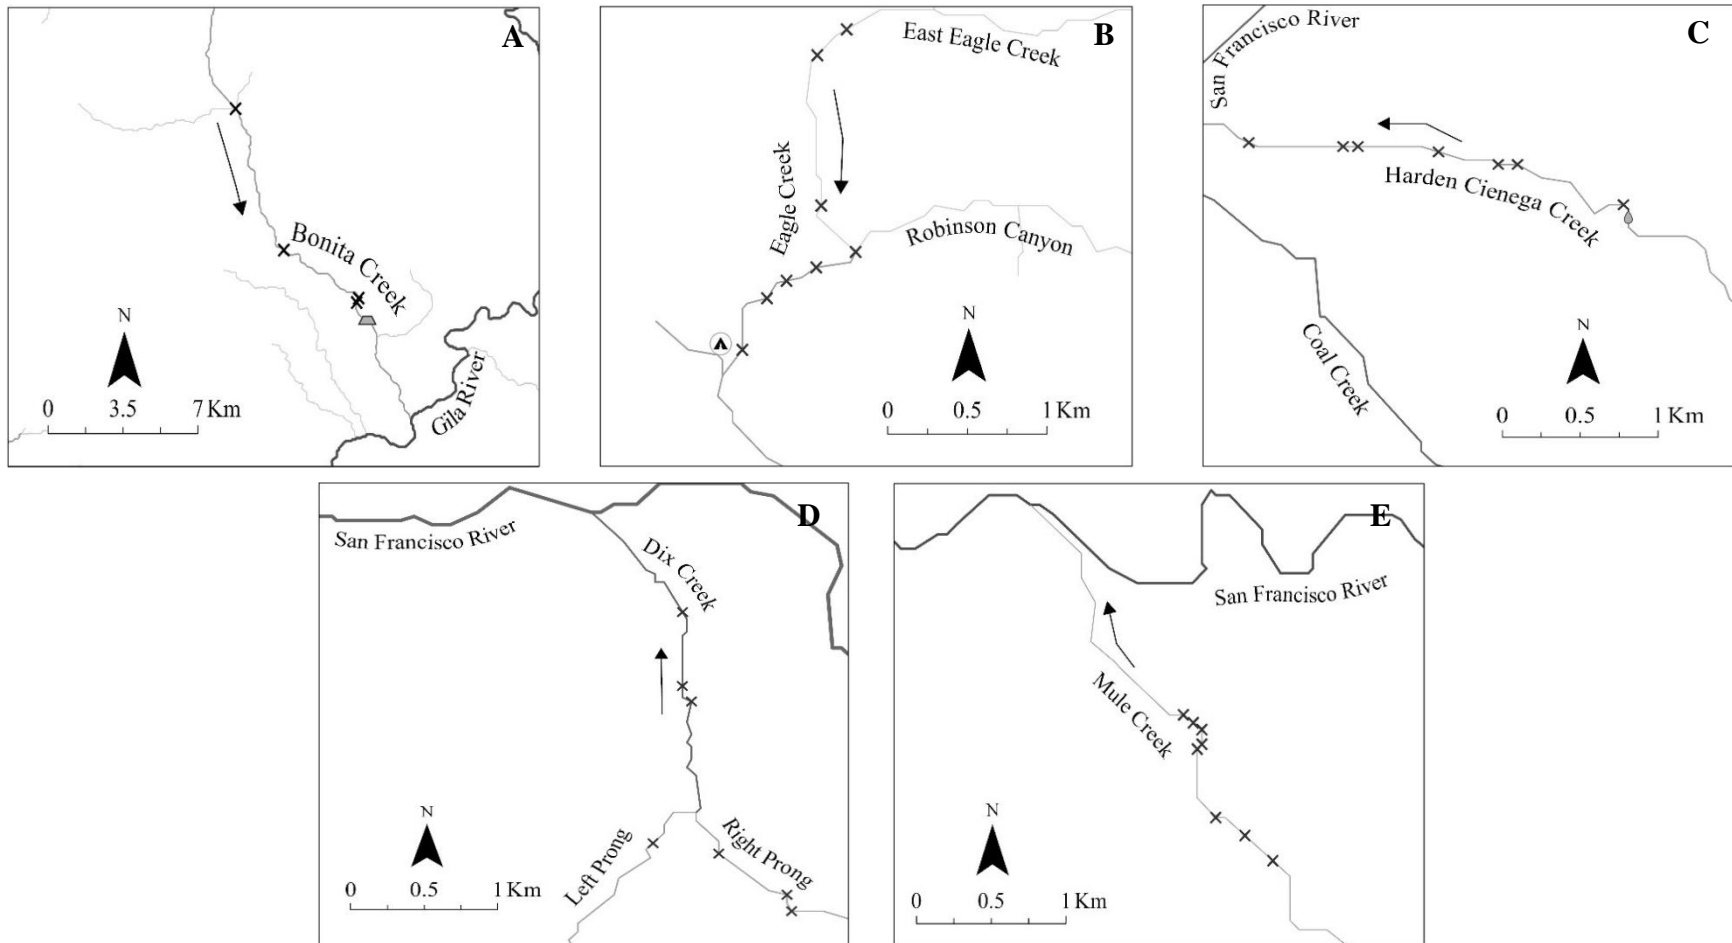 A
Bonita Creek
Gila River
N
0 3.5 7 Km
B
East Eagle Creek
Eagle Creek
Robinson Canyon
N
0 0.5 1 Km
C
San Francisco River
Harden Cienega Creek
Coal Creek
N
0 0.5 1 Km
D
San Francisco River
Dix Creek
Left Prong
Right Prong
N
0 0.5 1 Km
E
San Francisco River
Mule Creek
N
0 0.5 1 Km